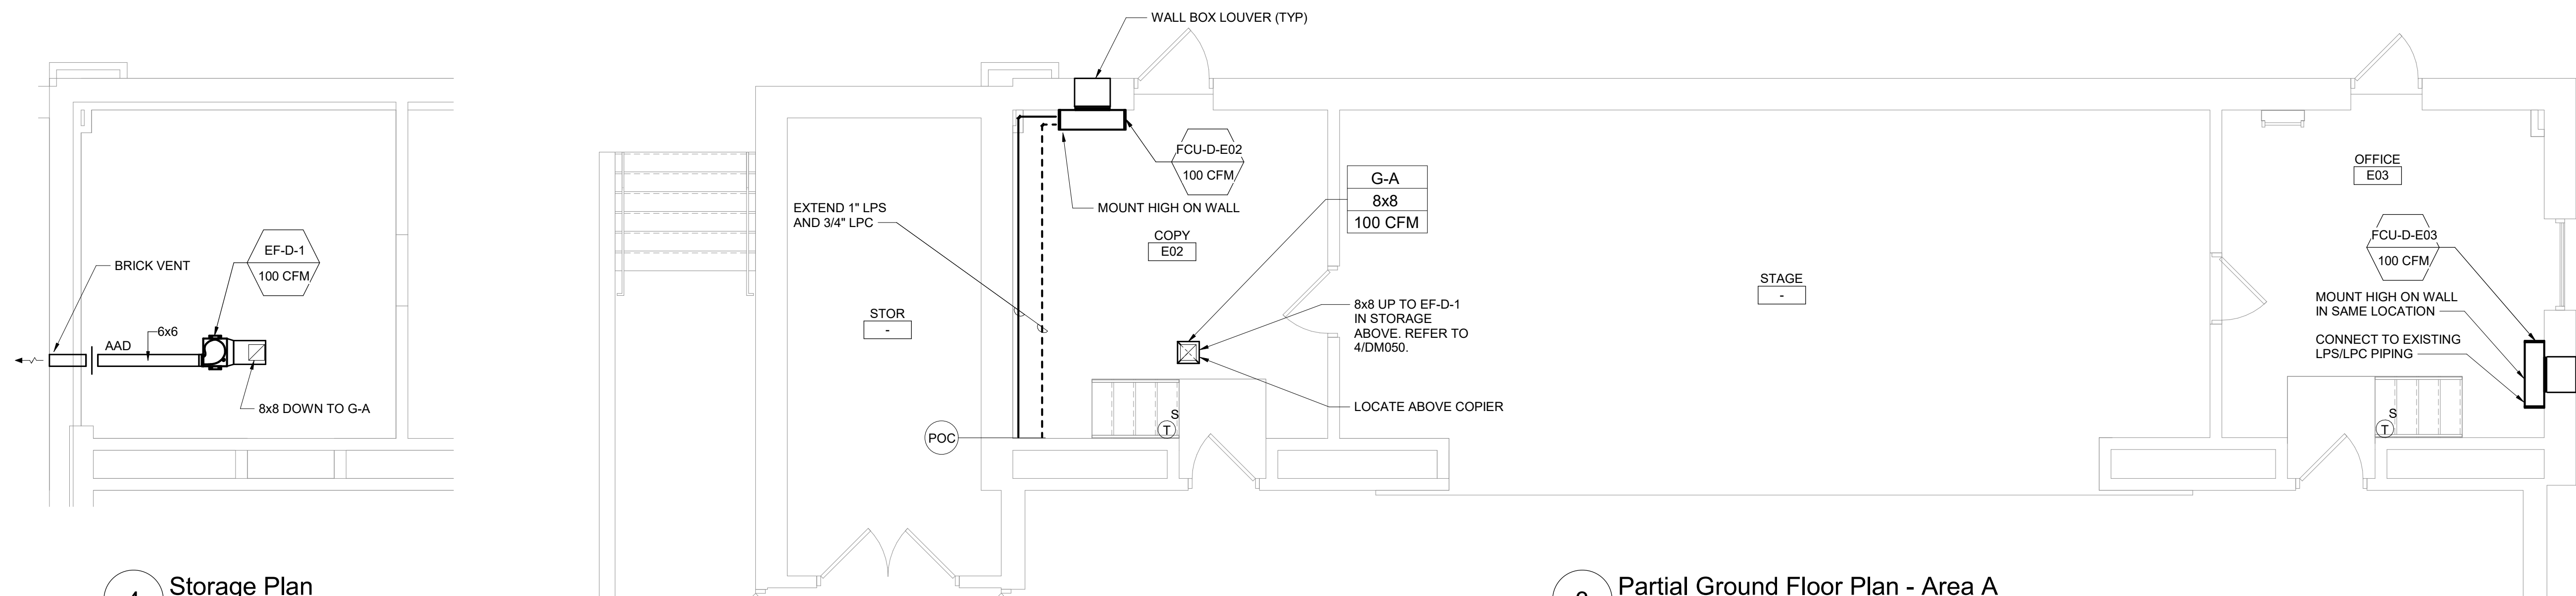 BRICK VENT
AAD
6x6
EF-D-1
100 CFM
8x8 DOWN TO G-A
Storage Plan
WALL BOX LOUVER (TYP)
FCU-D-E02
100 CFM
MOUNT HIGH ON WALL
EXTEND 1" LPS
AND 3/4" LPC
COPY
E02
STOR
-
POC
G-A
8x8
100 CFM
8x8 UP TO EF-D-1
IN STORAGE
ABOVE. REFER TO
4/DM050.
LOCATE ABOVE COPIER
S
T
STAGE
-
OFFICE
E03
FCU-D-E03
100 CFM
MOUNT HIGH ON WALL
IN SAME LOCATION
CONNECT TO EXISTING
LPS/LPC PIPING
S
T
Partial Ground Floor Plan - Area A